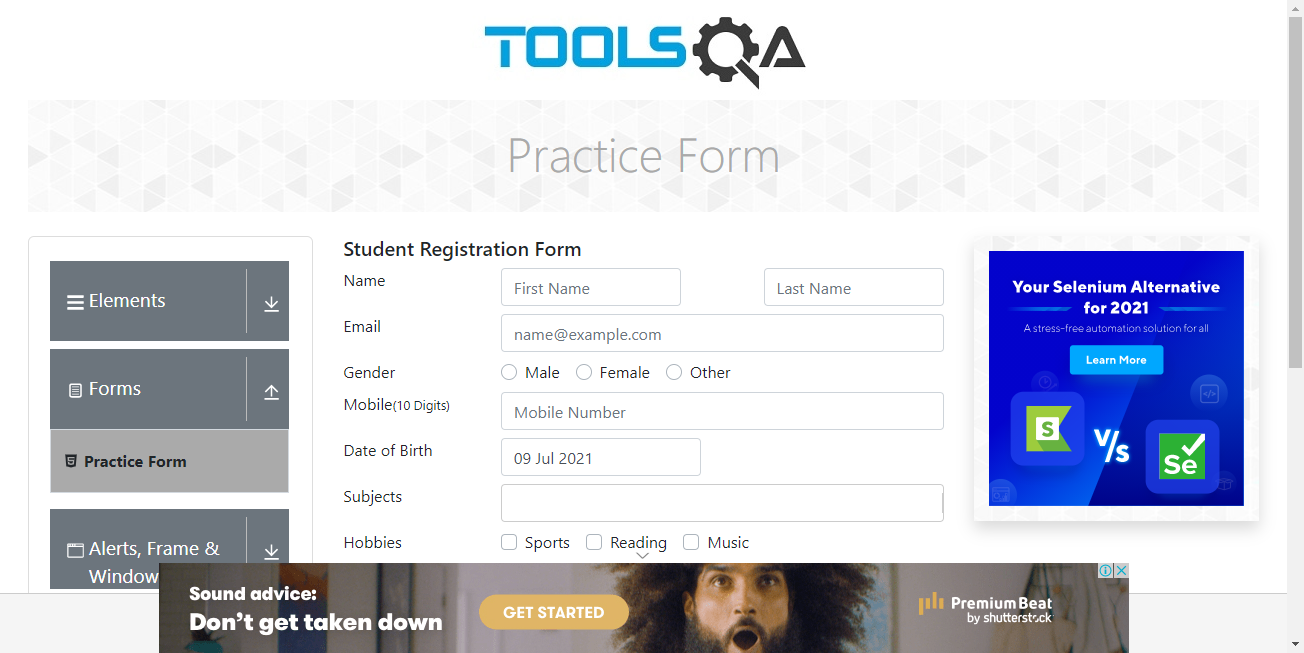 TOOLSQA
Practice Form
Elements
Forms
Practice Form
Alerts, Frame &
Window
Student Registration Form
Name
First Name
Last Name
Email
name@example.com
Gender
Male
Female
Other
Mobile(10 Digits)
Mobile Number
Date of Birth
09 Jul 2021
Subjects
Hobbies
Sports
Reading
Music
Your Selenium Alternative
for 2021
A stress-free automation solution for all
Learn More
S
V/s
Se
Sound advice:
Don't get taken down
GET STARTED
PremiumBeat
by shutterstock